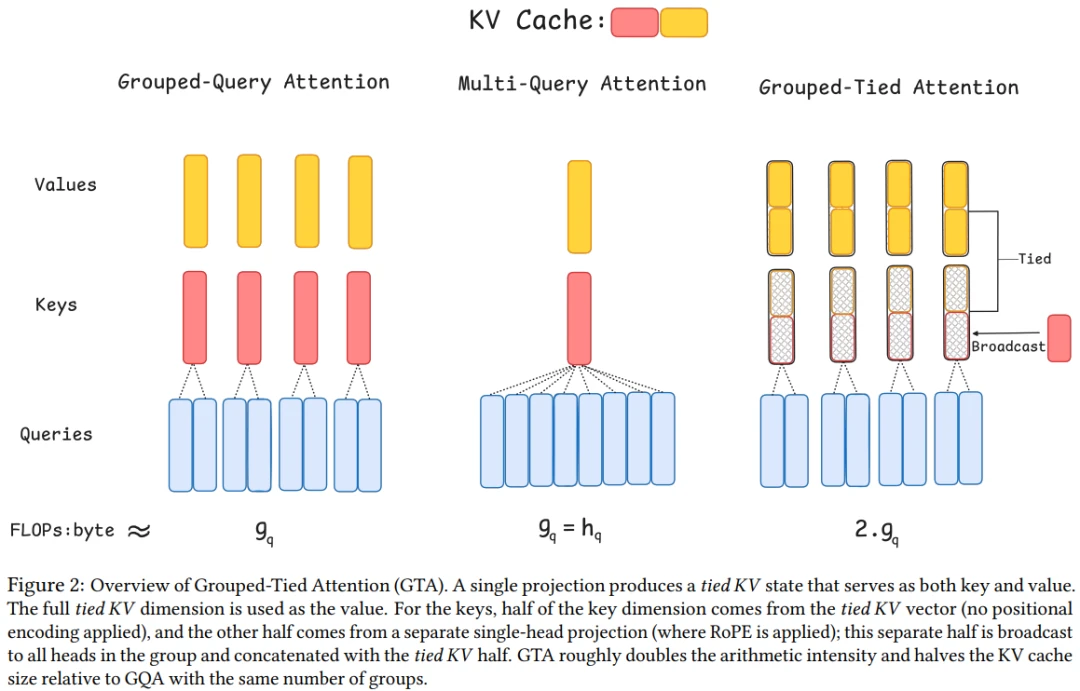 KV Cache:
Grouped-Query Attention
Multi-Query Attention
Grouped-Tied Attention
Values
Keys
Queries
Tied
Broadcast
FLOPs:byte ≈
gq
gq = hq
2.gq
Figure 2: Overview of Grouped-Tied Attention (GTA). A single projection produces a tied KV state that serves as both key and value.
The full tied KV dimension is used as the value. For the keys, half of the key dimension comes from the tied KV vector (no positional
encoding applied), and the other half comes from a separate single-head projection (where RoPE is applied); this separate half is broadcast
to all heads in the group and concatenated with the tied KV half. GTA roughly doubles the arithmetic intensity and halves the KV cache
size relative to GQA with the same number of groups.